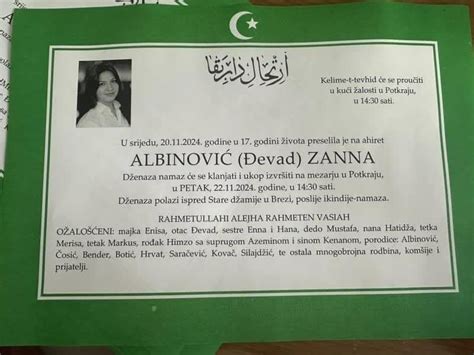 ارتحال دار بقا
Kelime-t-tevhid će se proučiti
u kući žalosti u Potkraju,
u 14:30 sati.
U srijedu, 20.11.2024. godine u 17. godini života preselila je na ahiret
ALBINOVIĆ (Đevad) ZANNA
Dženaza namaz će se klanjati i ukop izvršiti na mezarju u Potkraju,
u PETAK, 22.11.2024. godine, u 14:30 sati.
Dženaza polazi ispred Stare džamije u Brezi, poslije ikindije-namaza.
RAHMETULLAHI ALEJHA RAHMETEN VASIAH
OŽALOŠĆENI: majka Enisa, otac Đevad, sestre Enna i Hana, dedo Mustafa, nana Hatidža, tetka
Merisa, tetak Markus, rođak Himzo sa suprugom Azeminom i sinom Kenanom, porodice: Albinović,
Ćosić, Bender, Botić, Hrvat, Saračević, Kovač, Silajdžić, te ostala mnogobrojna rodbina, komšije i
prijatelji.